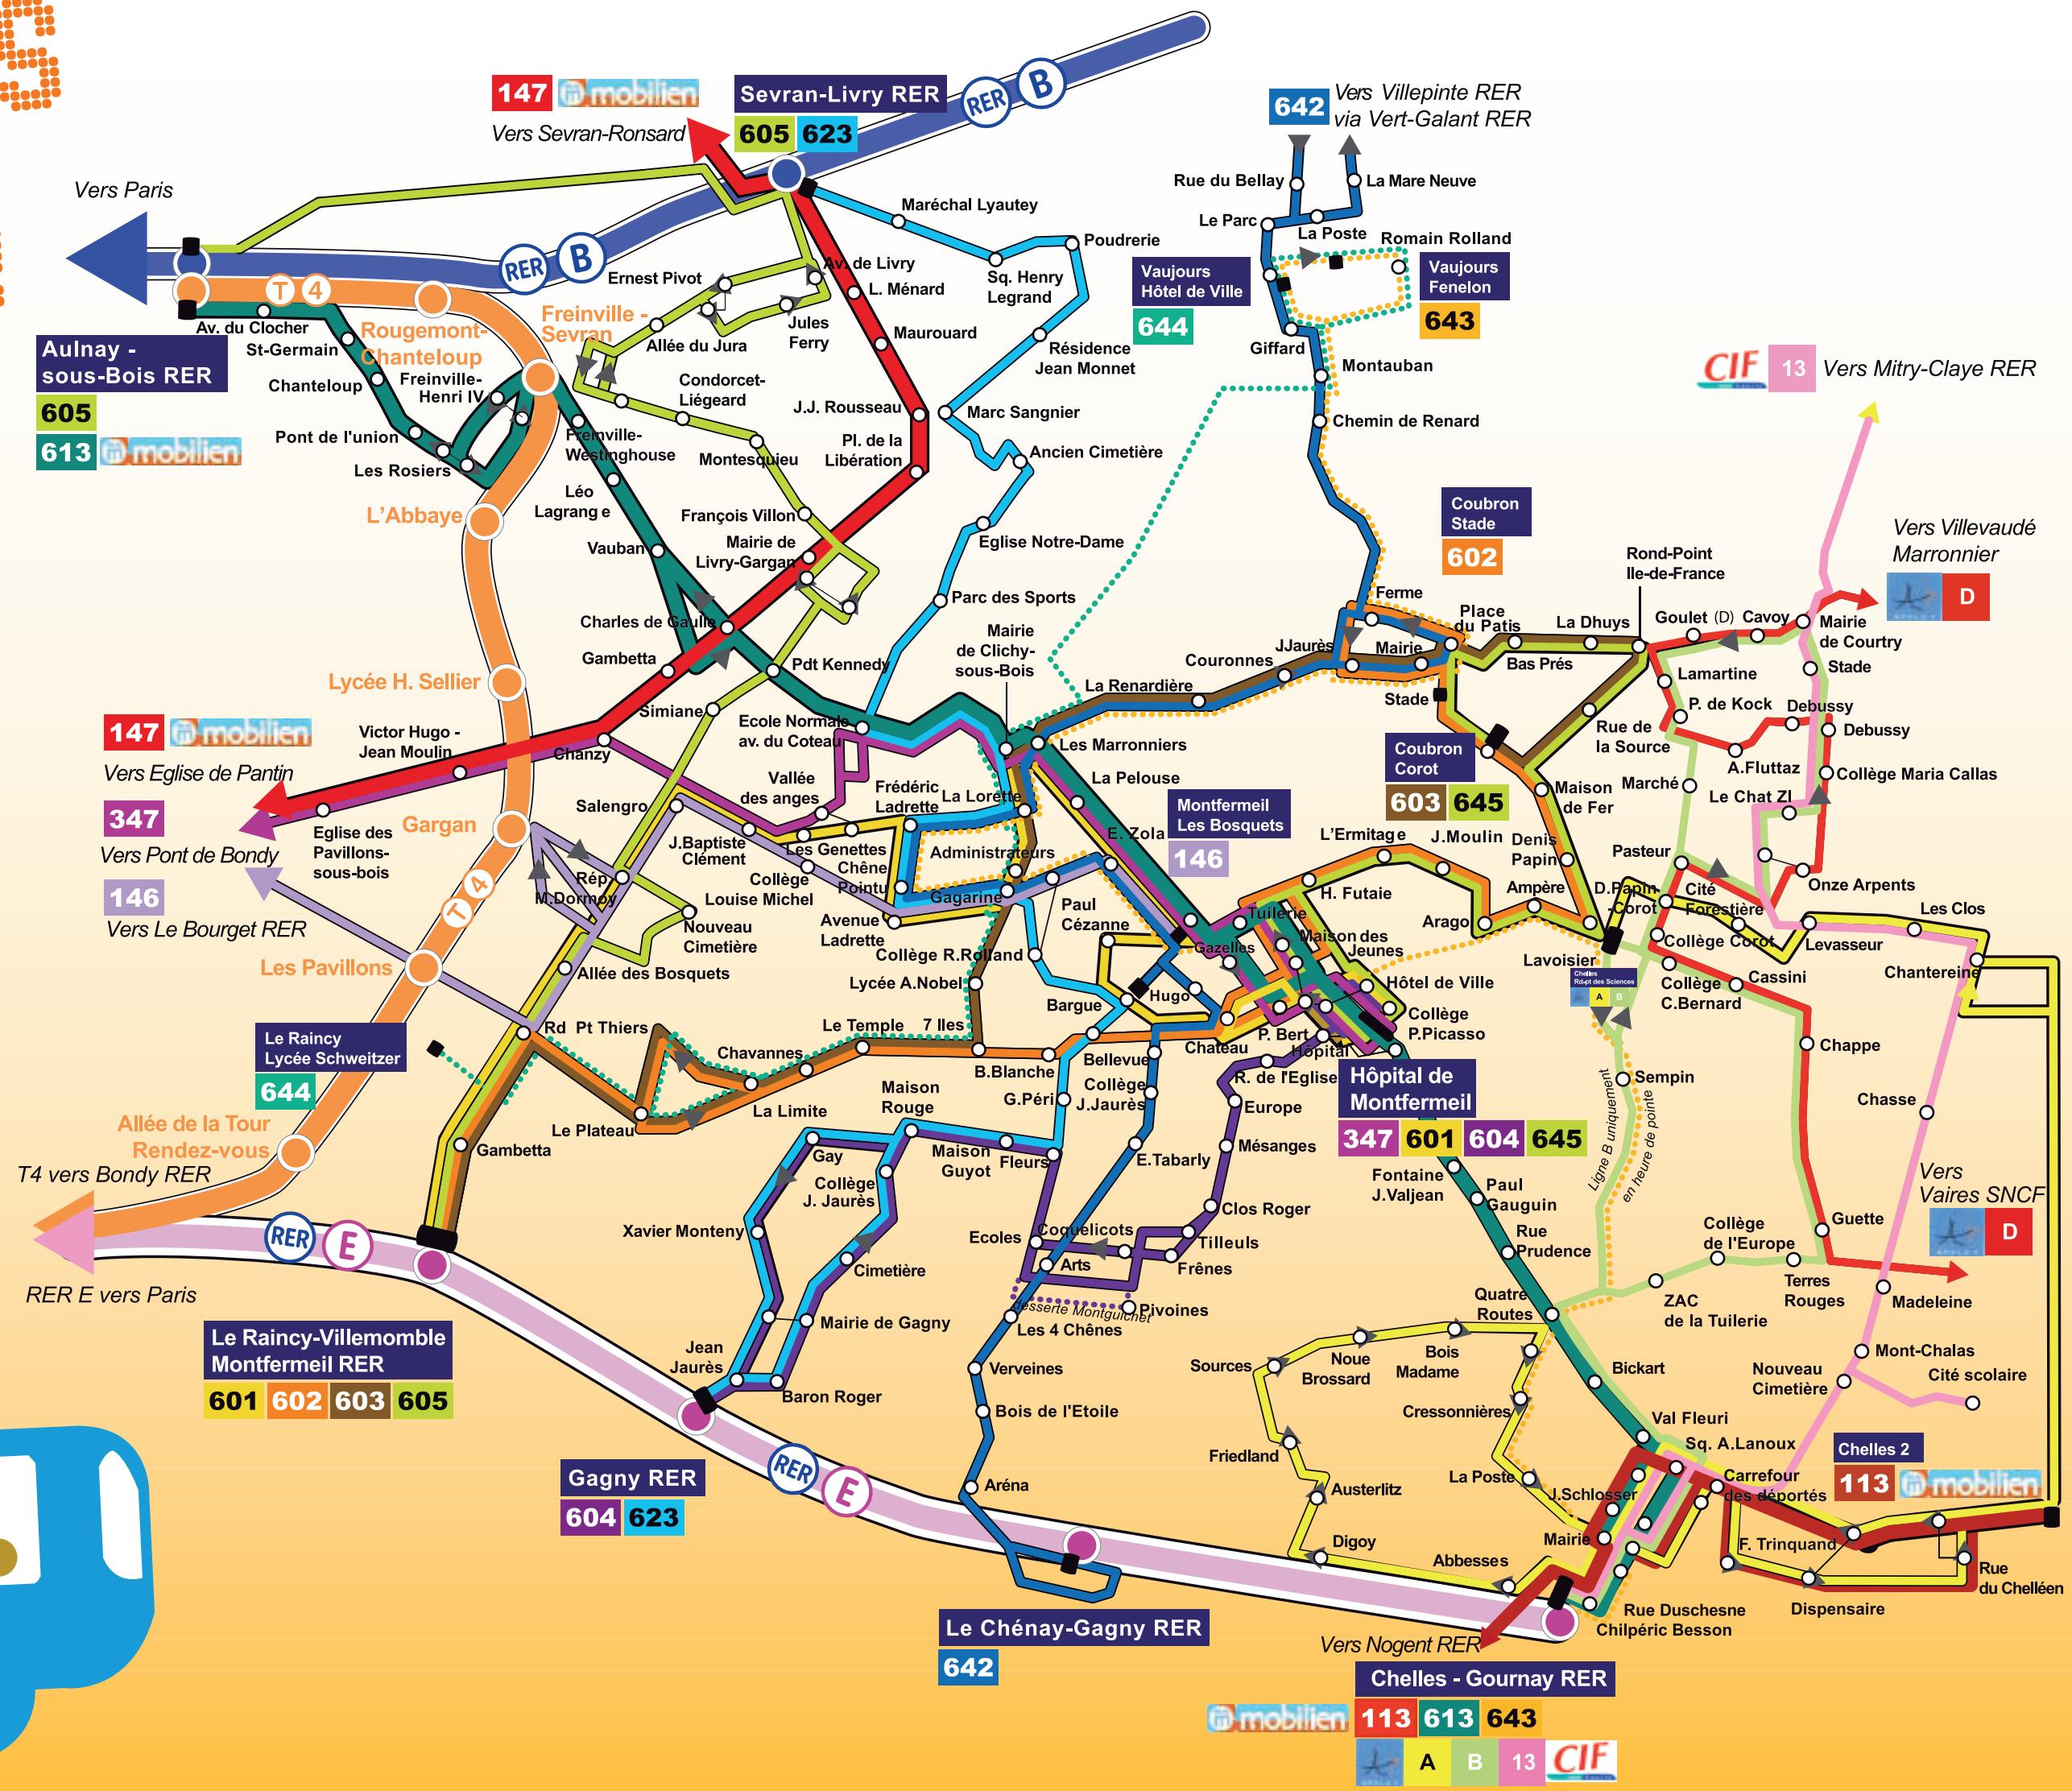 147
mobilien
Vers Sevran-Ronsard
Sevran-Livry RER
605 623
RER B
642
Vers Villepinte RER
via Vert-Galant RER
Vers Paris
Rue du Bellay
La Mare Neuve
Le Parc
La Poste
Romain Rolland
Maréchal Lyautey
Poudrerie
Sq. Henry
Legrand
Vaujours
Hôtel de Ville
644
Vaujours
Fenelon
643
RER B
Ernest Pivot
Av. de Livry
L. Ménard
T 4
Av. du Clocher
St-Germain
Rougemont-
Chanteloup
Freinville -
Sevran
Jules
Ferry
Allée du Jura
Maurouard
Résidence
Jean Monnet
Giffard
Montauban
Aulnay -
sous-Bois RER
605
613
mobilien
Chanteloup
Freinville-
Henri IV
Condorcet-
Liégeard
J.J. Rousseau
Marc Sangnier
Chemin de Renard
CIF 13
Vers Mitry-Claye RER
Pont de l'union
Les Rosiers
Freinville-
Westinghouse
Montesquieu
Pl. de la
Libération
Ancien Cimetière
Léo
Lagrang e
L'Abbaye
François Villon
Mairie de
Livry-Gargan
Eglise Notre-Dame
Vauban
Coubron
Stade
602
Rond-Point
Ile-de-France
Vers Villevaudé
Marronnier
D
Parc des Sports
Charles de Gaulle
Gambetta
Pdt Kennedy
Mairie
de Clichy-
sous-Bois
Ferme
Place
du Patis
La Dhuys
Goulet (D)
Cavoy
Mairie
de Courtry
JJaurès
Mairie
Bas Prés
Couronnes
Stade
Lamartine
Lycée H. Sellier
Simiane
La Renardière
Stade
P. de Kock
Debussy
147
mobilien
Vers Eglise de Pantin
347
Vers Pont de Bondy
146
Vers Le Bourget RER
Victor Hugo -
Jean Moulin
Chanzy
Ecole Normale
av. du Coteau
Les Marronniers
Coubron
Corot
603 645
Rue de
la Source
Debussy
A.Fluttaz
Collège Maria Callas
Vallée
des anges
Frédéric
Ladrette
La Lorette
La Pelouse
Maison
de Fer
Marché
Le Chat ZI
Salengro
Gargan
Eglise des
Pavillons-
sous-bois
Montfermeil
Les Bosquets
146
J.Baptiste
Clément
Les Genettes
Administrateurs
E. Zola
L'Ermitag e
J.Moulin
Denis
Papin
Pasteur
T 4
Rép.
M.Dormoy
Collège
Louise Michel
Chêne
Pointu
Gagarine
Paul
Cézanne
H. Futaie
Ampère
D.Papin
-Corot
Cité
Forestière
Onze Arpents
Les Clos
Nouveau
Cimetière
Avenue
Ladrette
Tuilerie
Arago
Collège Corot
Levasseur
Les Pavillons
Allée des Bosquets
Collège R.Rolland
Gazelles
Maison des
Jeunes
Lavoisier
Chelles
Rd-pt des Sciences
A B
Collège
C.Bernard
Cassini
Chantereine
Lycée A.Nobel
Bargue
Hugo
Hôtel de Ville
Collège
P.Picasso
Le Raincy
Lycée Schweitzer
644
Rd Pt Thiers
Le Temple
7 Iles
P. Bert
Hôpital
Chateau
Chavannes
B.Blanche
Bellevue
R. de l'Eglise
Chappe
Hôpital de
Montfermeil
347 601 604 645
Sempin
Ligne B uniquement
en heure de pointe
Chasse
Maison
Rouge
G.Péri
Collège
J.Jaurès
Europe
La Limite
Le Plateau
Allée de la Tour
Rendez-vous
Gambetta
Mésanges
T4 vers Bondy RER
Gay
Maison
Guyot
Fleurs
E.Tabarly
Fontaine
J.Valjean
Paul
Gauguin
Vers
Vaires SNCF
D
Collège
J. Jaurès
Clos Roger
Rue
Prudence
Guette
RER E
Xavier Monteny
Ecoles
Coquelicots
Tilleuls
Collège
de l'Europe
Cimetière
Arts
Frênes
Terres
Rouges
RER E vers Paris
desserte Montguichet
Pivoines
Quatre
Routes
ZAC
de la Tuilerie
Madeleine
Le Raincy-Villemomble
Montfermeil RER
601 602 603 605
Mairie de Gagny
Les 4 Chênes
Jean
Jaurès
Verveines
Sources
Noue
Brossard
Bois
Madame
Bickart
Nouveau
Cimetière
Mont-Chalas
Cité scolaire
Baron Roger
Bois de l'Etoile
Cressonnières
Val Fleuri
Sq. A.Lanoux
Chelles 2
113
mobilien
Friedland
La Poste
Carrefour
des déportés
Gagny RER
604 623
RER E
Aréna
Austerlitz
J.Schlosser
Mairie
F. Trinquand
Digoy
Abbesses
Rue
du Chelléen
Rue Duschesne
Chilpéric Besson
Dispensaire
Le Chénay-Gagny RER
642
Vers Nogent RER
Chelles - Gournay RER
mobilien
113 613 643
A B 13 CIF